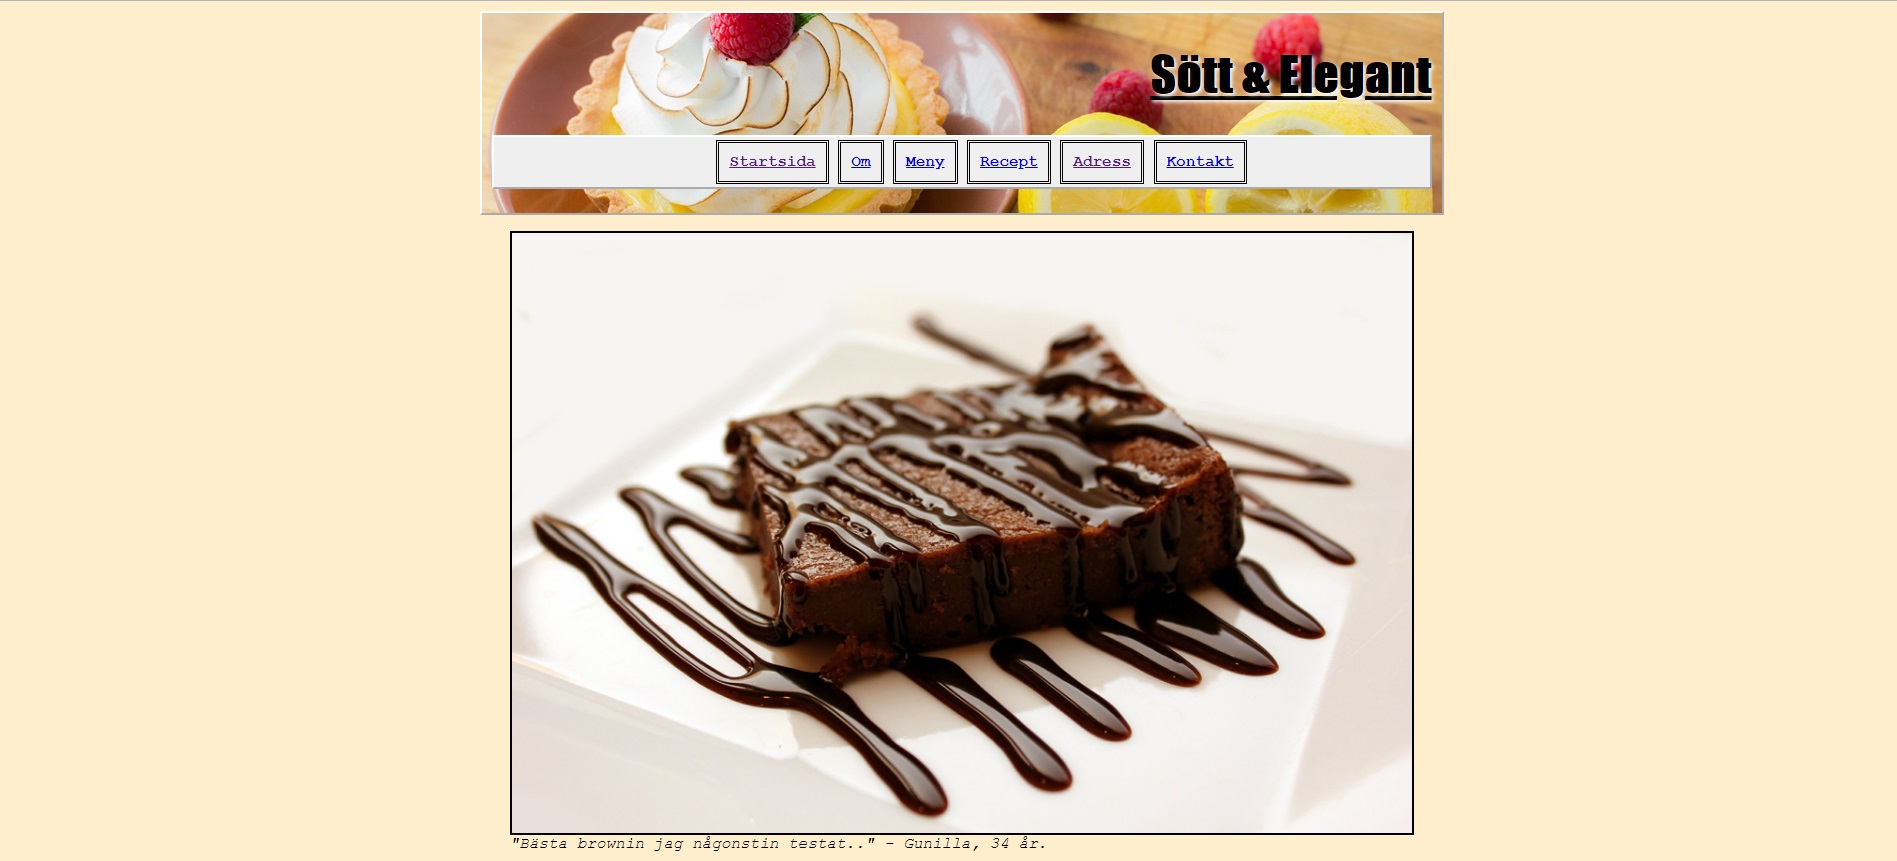 Sött & Elegant
Startsida Om Meny Recept Adress Kontakt
"Bästa brownin jag någonstin testat.." - Gunilla, 34 år.